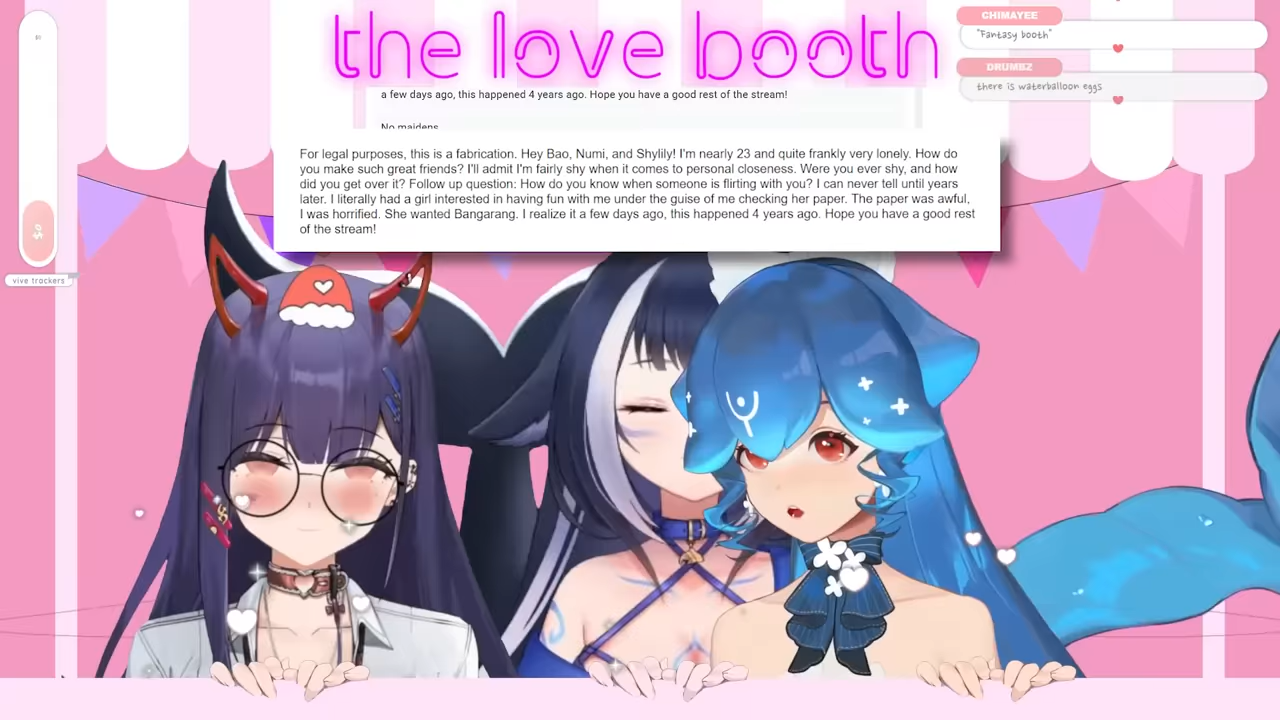 the love booth
CHIMAYEE
"Fantasy booth"
DRUMBZ
there is waterballoon eggs
a few days ago, this happened 4 years ago. Hope you have a good rest of the stream!
No maidens
For legal purposes, this is a fabrication. Hey Bao, Numi, and Shylily! I'm nearly 23 and quite frankly very lonely. How do
you make such great friends? I'll admit I'm fairly shy when it comes to personal closeness. Were you ever shy, and how
did you get over it? Follow up question: How do you know when someone is flirting with you? I can never tell until years
later. I literally had a girl interested in having fun with me under the guise of me checking her paper. The paper was awful,
I was horrified. She wanted Bangarang. I realize it a few days ago, this happened 4 years ago. Hope you have a good rest
of the stream!
$0
vive trackers